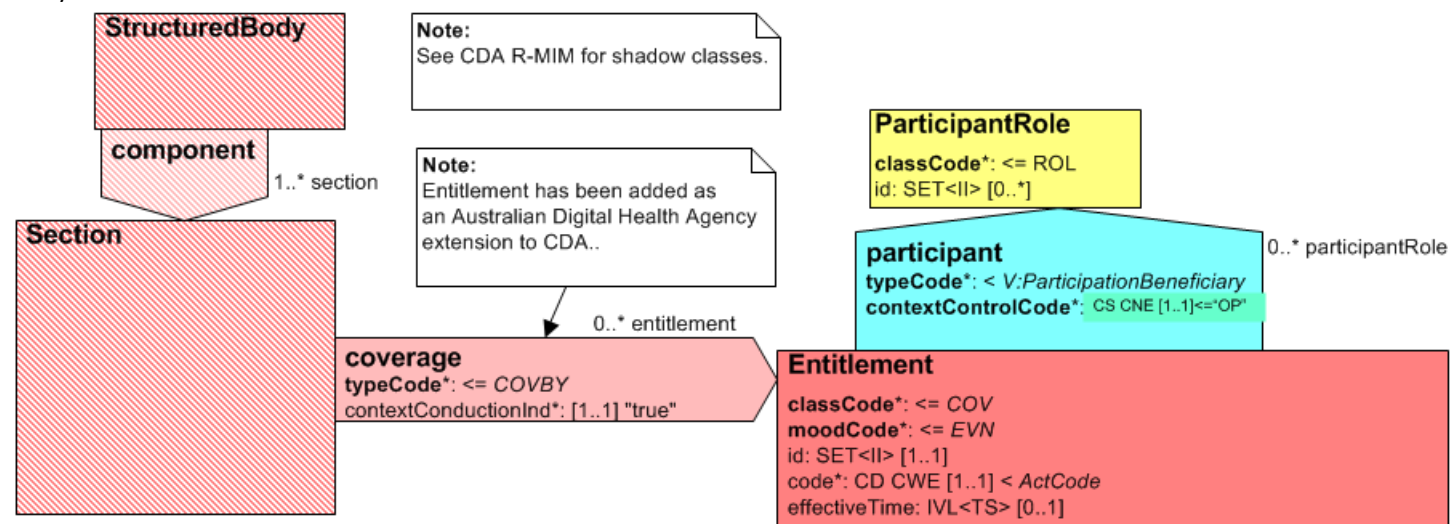 StructuredBody
Note:
See CDA R-MIM for shadow classes.
component
1..* section
Note:
Entitlement has been added as
an Australian Digital Health Agency
extension to CDA..
ParticipantRole
classCode*: <= ROL
id: SET<II> [0..*]
Section
participant
typeCode*: < V:ParticipationBeneficiary
contextControlCode*: CS CNE [1..1]<="OP"
0..* participantRole
0..* entitlement
coverage
typeCode*: <= COVBY
contextConductionInd*: [1..1] "true"
Entitlement
classCode*: <= COV
moodCode*: <= EVN
id: SET<II> [1..1]
code*: CD CWE [1..1] < ActCode
effectiveTime: IVL<TS> [0..1]